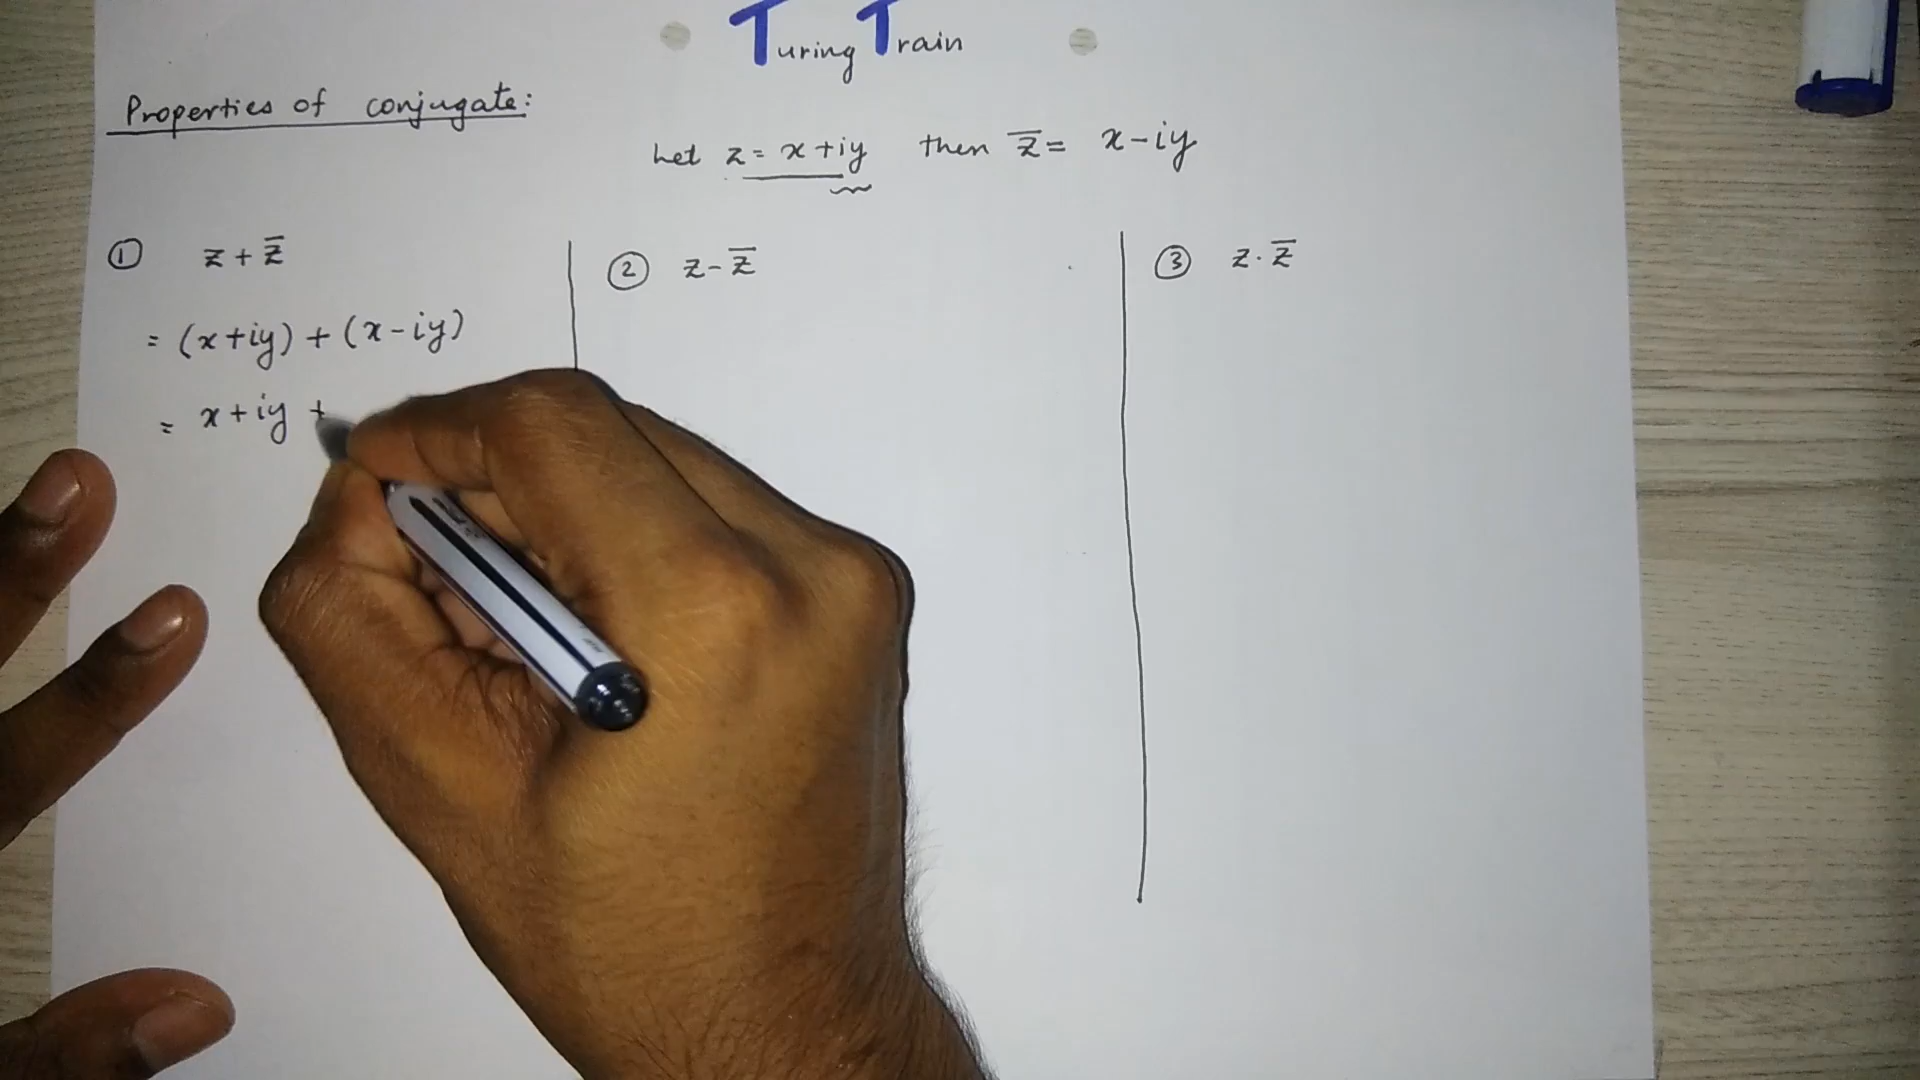 Turing Train
Properties of conjugate:
Let z = x + iy then z̅ = x - iy
① z + z̅
= (x + iy) + (x - iy)
= x + iy +
② z - z̅
③ z . z̅